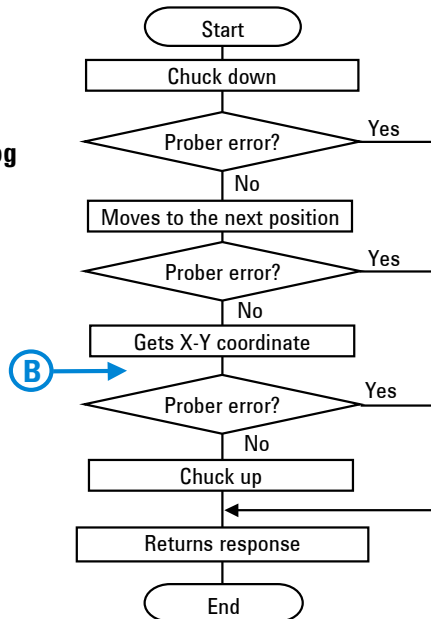 Start
Chuck down
Prober error?
Yes
No
Moves to the next position
Prober error?
Yes
No
Gets X-Y coordinate
B
Prober error?
Yes
No
Chuck up
Returns response
End